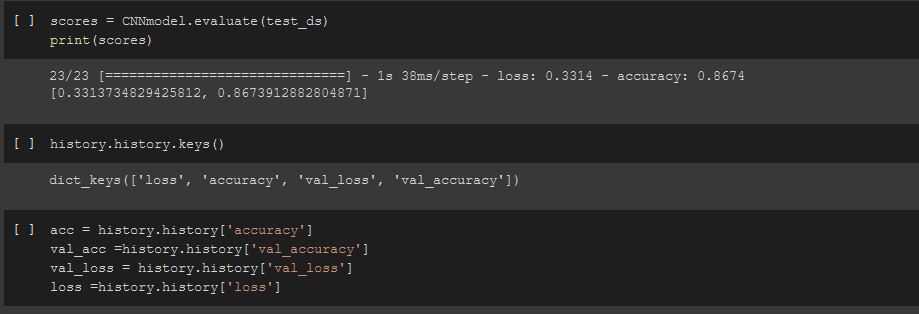 [ ] scores = CNNmodel.evaluate(test_ds)
print(scores)
23/23 [==============================] - 1s 38ms/step - loss: 0.3314 - accuracy: 0.8674
[0.3313734829425812, 0.8673912882804871]
[ ] history.history.keys()
dict_keys(['loss', 'accuracy', 'val_loss', 'val_accuracy'])
[ ] acc = history.history['accuracy']
val_acc =history.history['val_accuracy']
val_loss = history.history['val_loss']
loss =history.history['loss']